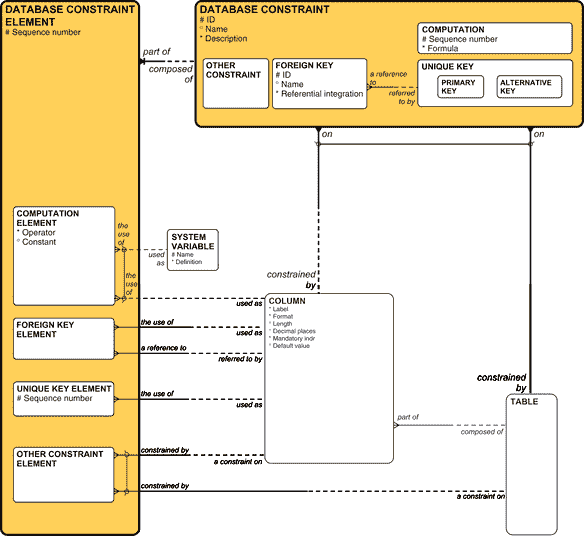 DATABASE CONSTRAINT
ELEMENT
# Sequence number
DATABASE CONSTRAINT
# ID
○ Name
* Description
part of
composed
of
OTHER
CONSTRAINT
FOREIGN KEY
# ID
○ Name
* Referential integration
a reference
to
referred
to by
COMPUTATION
# Sequence number
* Formula
UNIQUE KEY
PRIMARY
KEY
ALTERNATIVE
KEY
on
on
COMPUTATION
ELEMENT
* Operator
○ Constant
the
use
of
the
use
of
used
as
SYSTEM
VARIABLE
# Name
* Definition
used as
constrained
by
COLUMN
* Label
* Format
* Length
* Decimal places
* Mandatory indr
* Default value
FOREIGN KEY
ELEMENT
the use of
used as
a reference to
referred to by
UNIQUE KEY ELEMENT
# Sequence number
the use of
used as
constrained
by
TABLE
part of
composed of
OTHER CONSTRAINT
ELEMENT
constrained by
a constraint on
constrained by
a constraint on